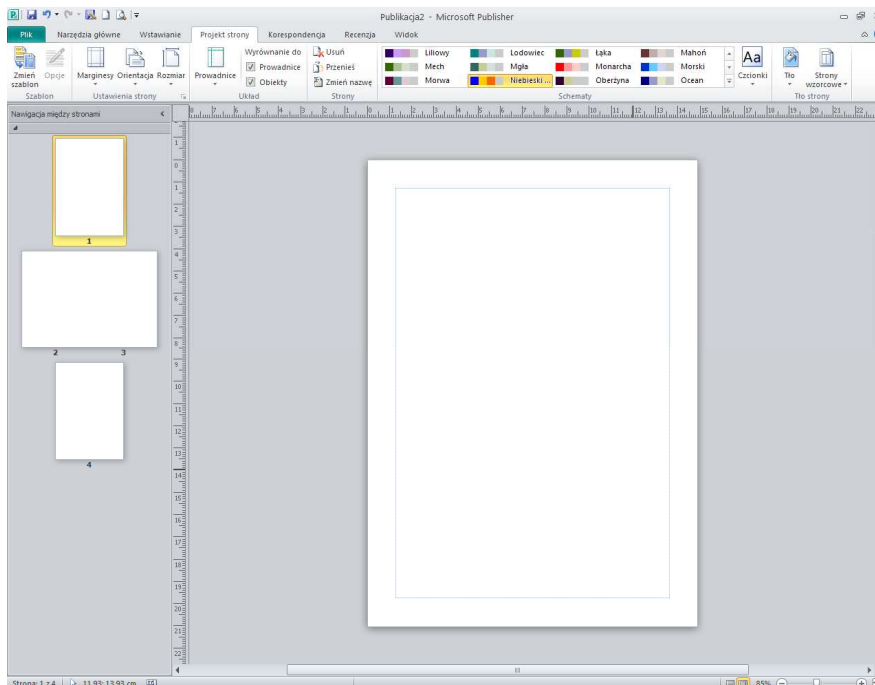 Publikacja2 - Microsoft Publisher
Plik Narzędzia główne Wstawianie Projekt strony Korespondencja Recenzja Widok
Zmień szablon
Opcje
Szablon
Marginesy Orientacja Rozmiar
Ustawienia strony
Prowadnice
Wyrównanie do
Prowadnice
Obiekty
Układ
Usuń
Przenieś
Zmień nazwę
Strony
Liliowy Lodowiec Łąka Mahoń
Mech Mgła Monarcha Morski
Morwa Niebieski ... Oberżyna Ocean
Schematy
Aa
Czcionki
Tło
Strony wzorcowe
Tło strony
Nawigacja między stronami
1
2 3
4
Strona: 1 z 4 11,93; 13,93 cm 85%